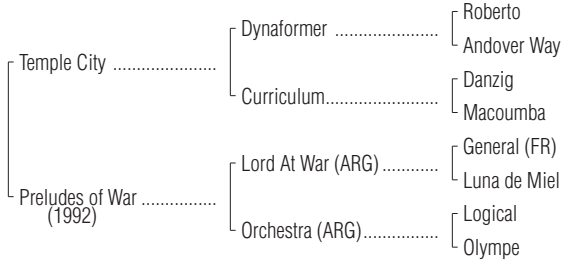 Roberto
Dynaformer ........................
Andover Way
Temple City .......................
Danzig
Curriculum..........................
Macoumba
General (FR)
Lord At War (ARG) ............
Luna de Miel
Preludes of War .................
(1992)
Logical
Orchestra (ARG)................
Olympe